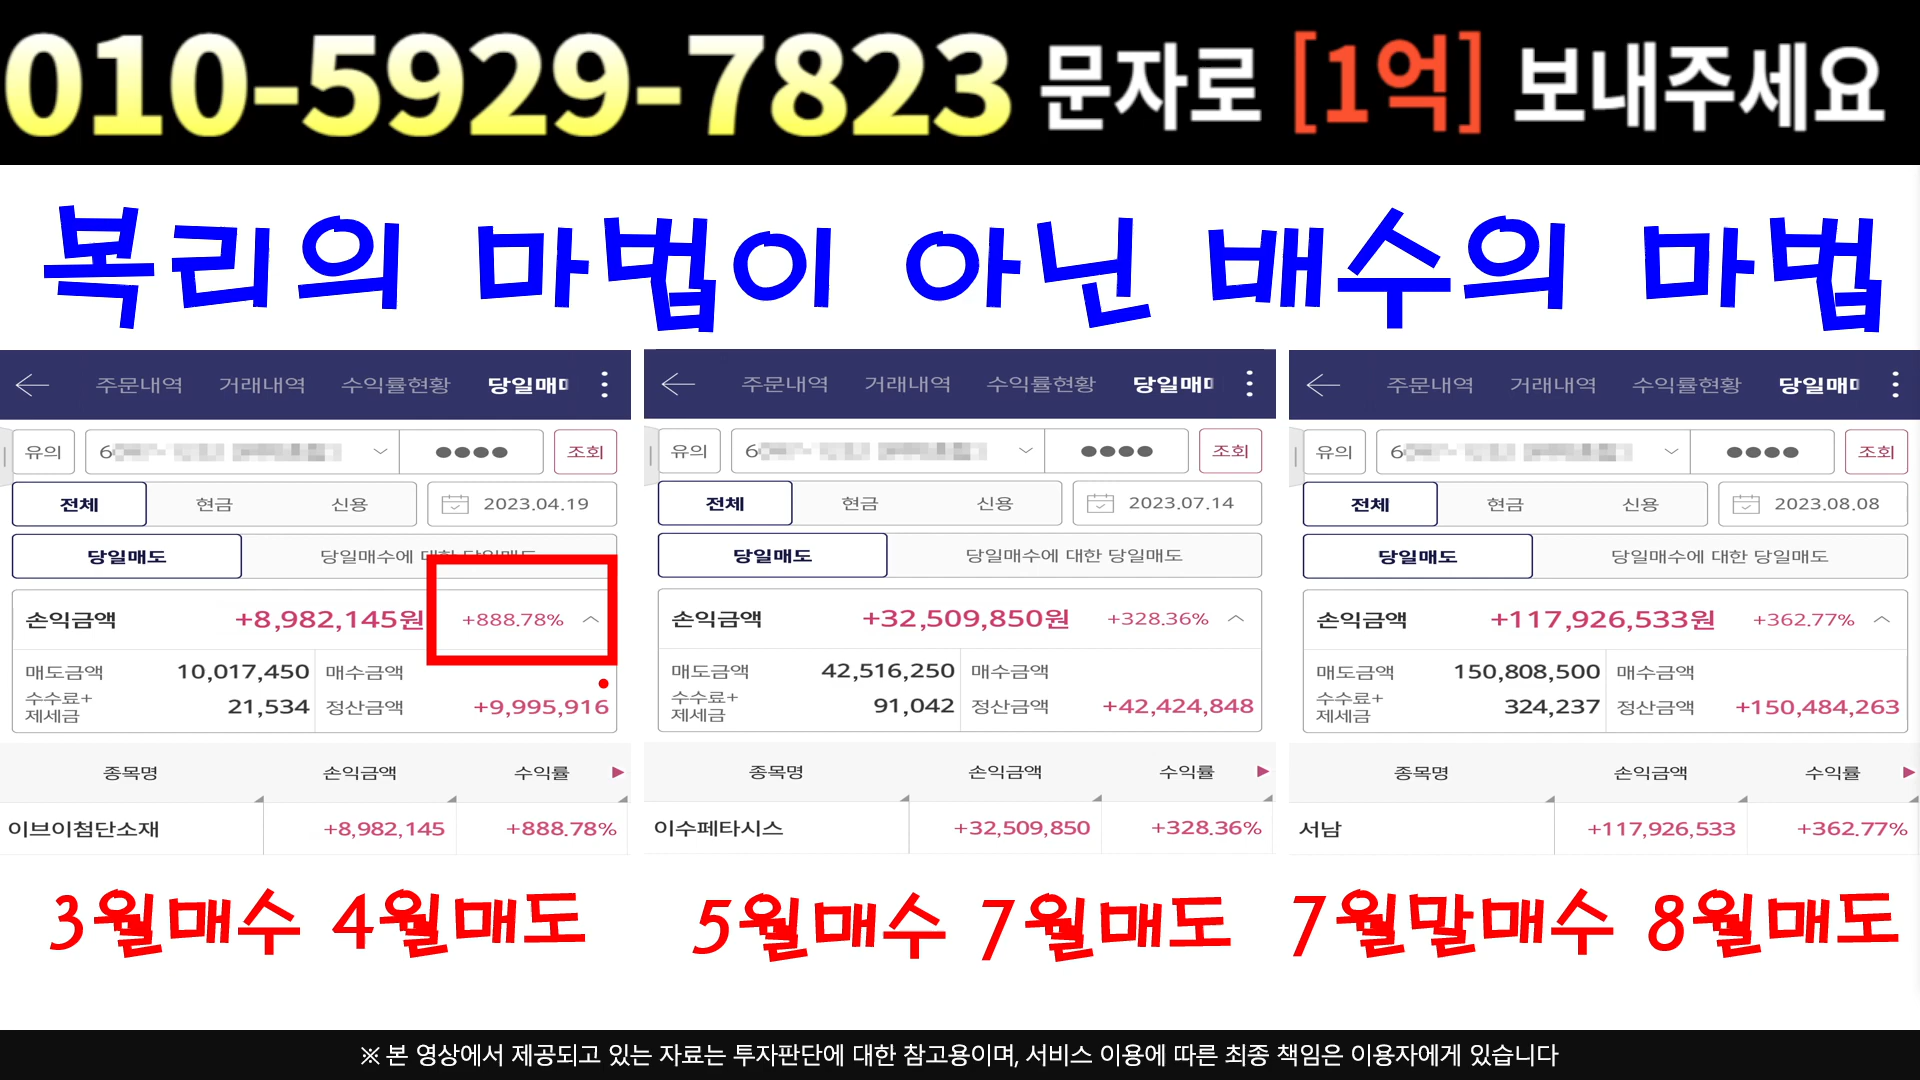 010-5929-7823 문자로 [1억] 보내주세요
복리의 마법이 아닌 배수의 마법
주문내역 거래내역 수익률현황 당일매
유의 6 ●●●● 조회
전체 현금 신용 2023.04.19
당일매도 당일매수에 대한 당일매도
손익금액 +8,982,145원 +888.78%
매도금액 10,017,450 매수금액
수수료+
제세금 21,534 정산금액 +9,995,916
종목명 손익금액 수익률
이브이첨단소재 +8,982,145 +888.78%
3월매수 4월매도
주문내역 거래내역 수익률현황 당일매
유의 6 ●●●● 조회
전체 현금 신용 2023.07.14
당일매도 당일매수에 대한 당일매도
손익금액 +32,509,850원 +328.36%
매도금액 42,516,250 매수금액
수수료+
제세금 91,042 정산금액 +42,424,848
종목명 손익금액 수익률
이수페타시스 +32,509,850 +328.36%
5월매수 7월매도
주문내역 거래내역 수익률현황 당일매
유의 6 ●●●● 조회
전체 현금 신용 2023.08.08
당일매도 당일매수에 대한 당일매도
손익금액 +117,926,533원 +362.77%
매도금액 150,808,500 매수금액
수수료+
제세금 324,237 정산금액 +150,484,263
종목명 손익금액 수익률
서남 +117,926,533 +362.77%
7월말매수 8월매도
※ 본 영상에서 제공되고 있는 자료는 투자판단에 대한 참고용이며, 서비스 이용에 따른 최종 책임은 이용자에게 있습니다